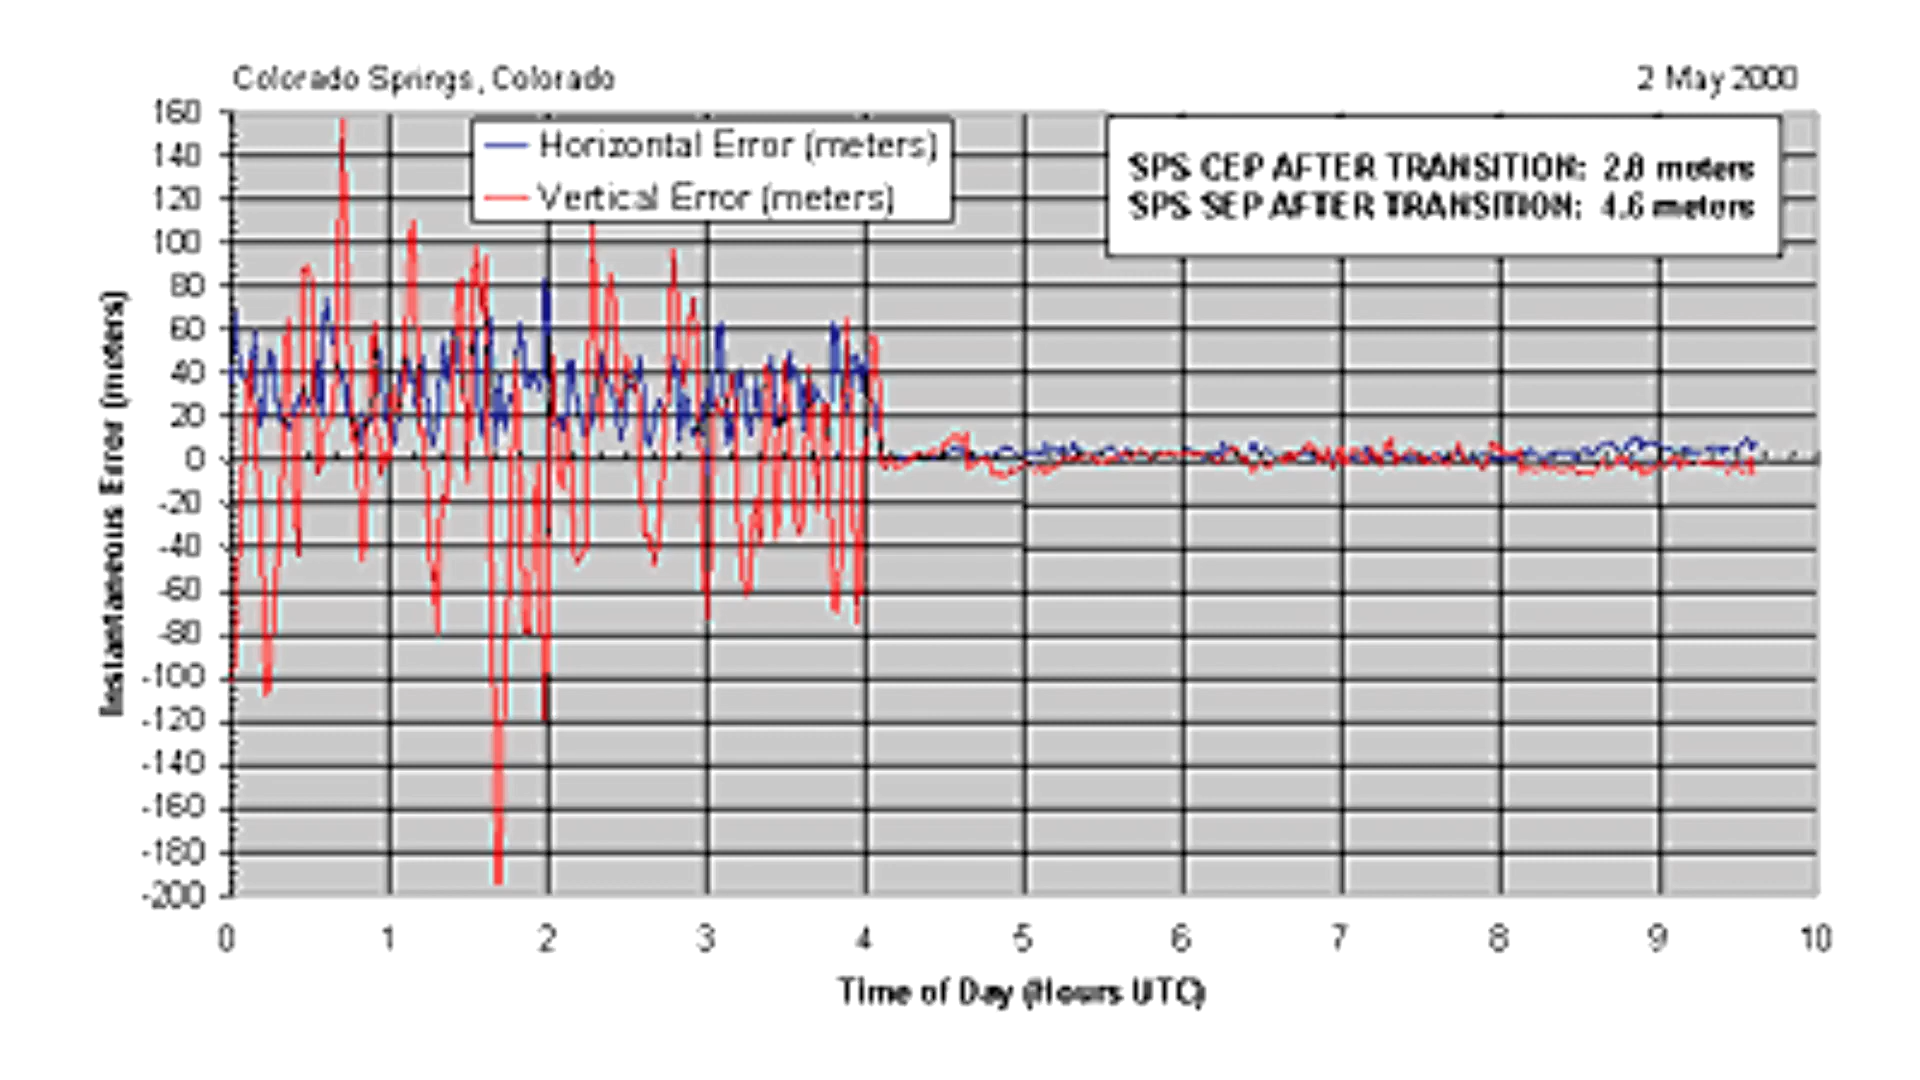 Colorado Springs, Colorado
2 May 2000
Horizontal Error (meters)
Vertical Error (meters)
SPS CEP AFTER TRANSITION: 2.8 meters
SPS SEP AFTER TRANSITION: 4.6 meters
Instantaneous Error (meters)
160
140
120
100
80
60
40
20
0
-20
-40
-60
-80
-100
-120
-140
-160
-180
-200
0 1 2 3 4 5 6 7 8 9 10
Time of Day (Hours UTC)